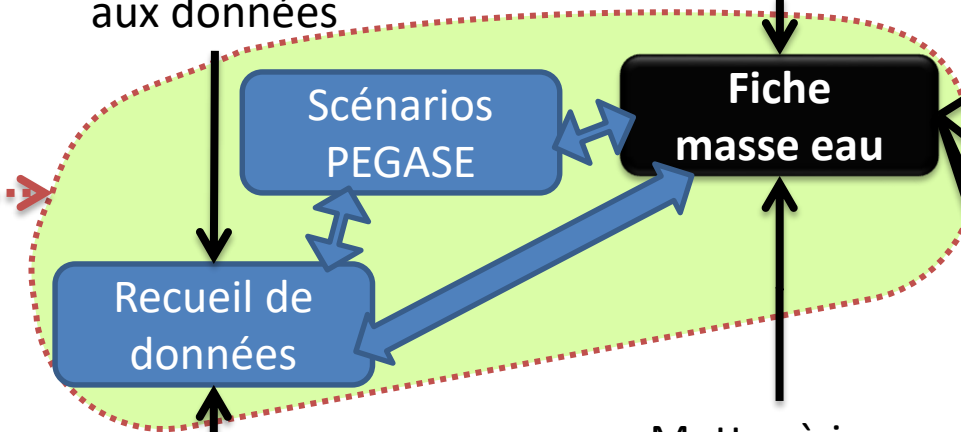 aux données
Scénarios
PEGASE
Fiche
masse eau
Recueil de
données